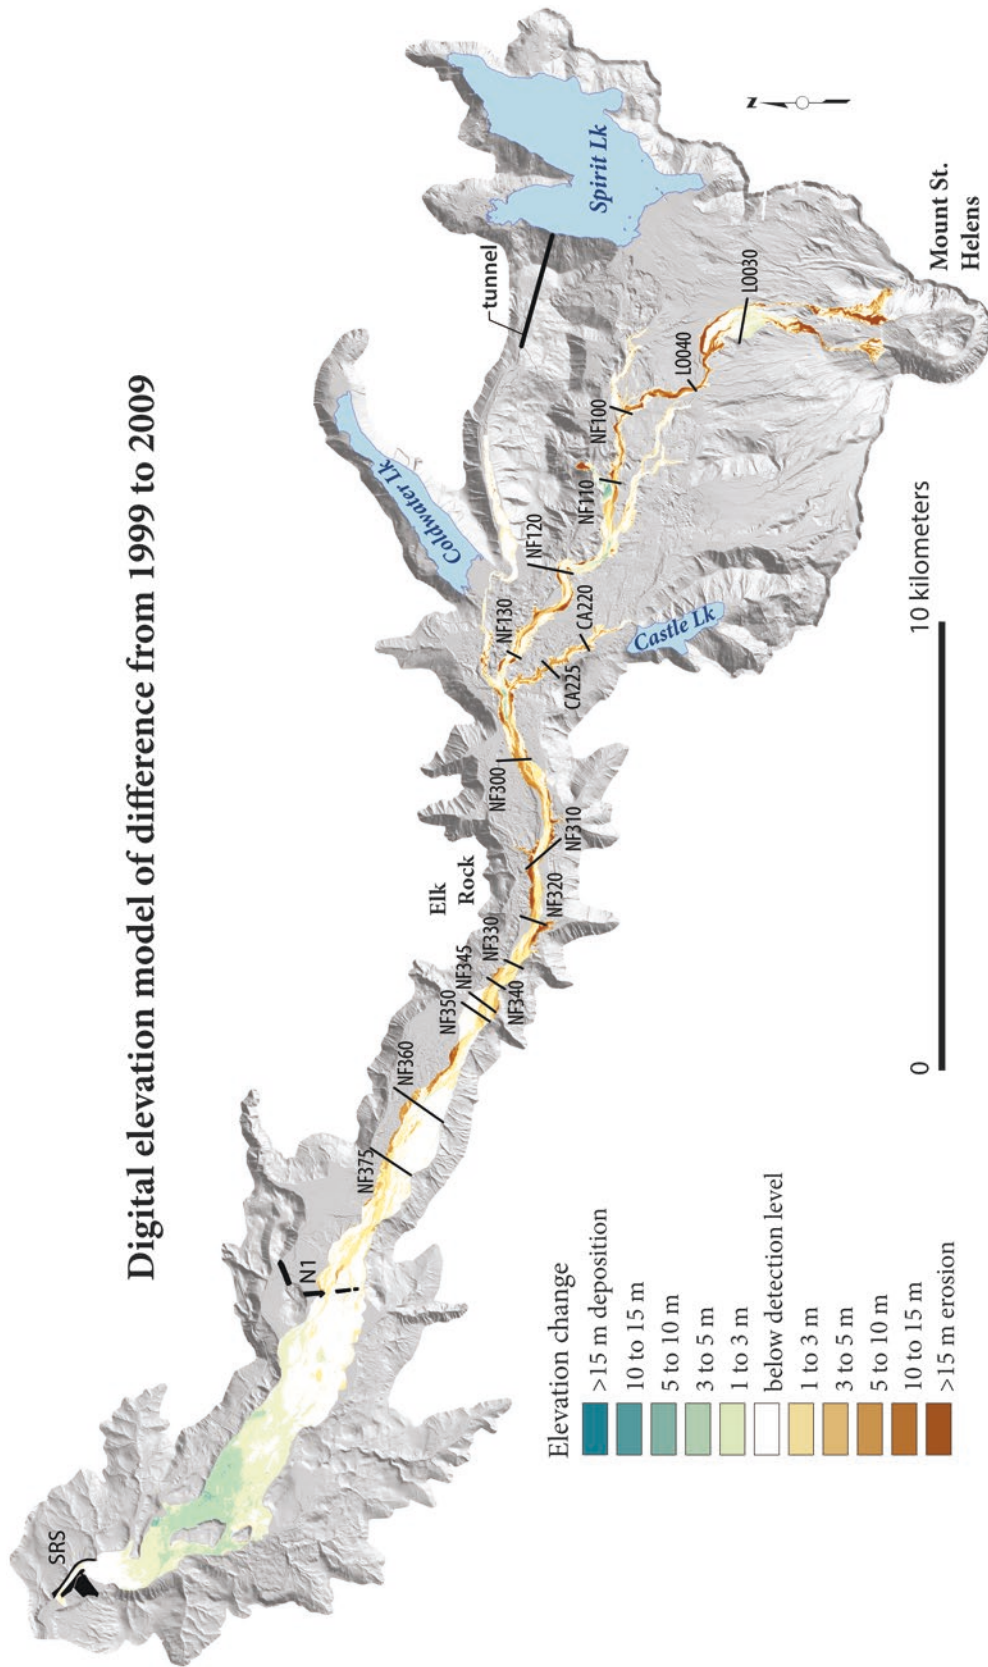 Digital elevation model of difference from 1999 to 2009
SRS
N1
NF375
NF360
NF350
NF345
NF340
NF330
Elk
Rock
NF320
NF310
NF300
NF130
CA225
CA220
NF120
NF110
NF100
L0040
L0030
Coldwater Lk
Castle Lk
tunnel
Spirit Lk
Mount St.
Helens
N
Elevation change
>15 m deposition
10 to 15 m
5 to 10 m
3 to 5 m
1 to 3 m
below detection level
1 to 3 m
3 to 5 m
5 to 10 m
10 to 15 m
>15 m erosion
0
10 kilometers